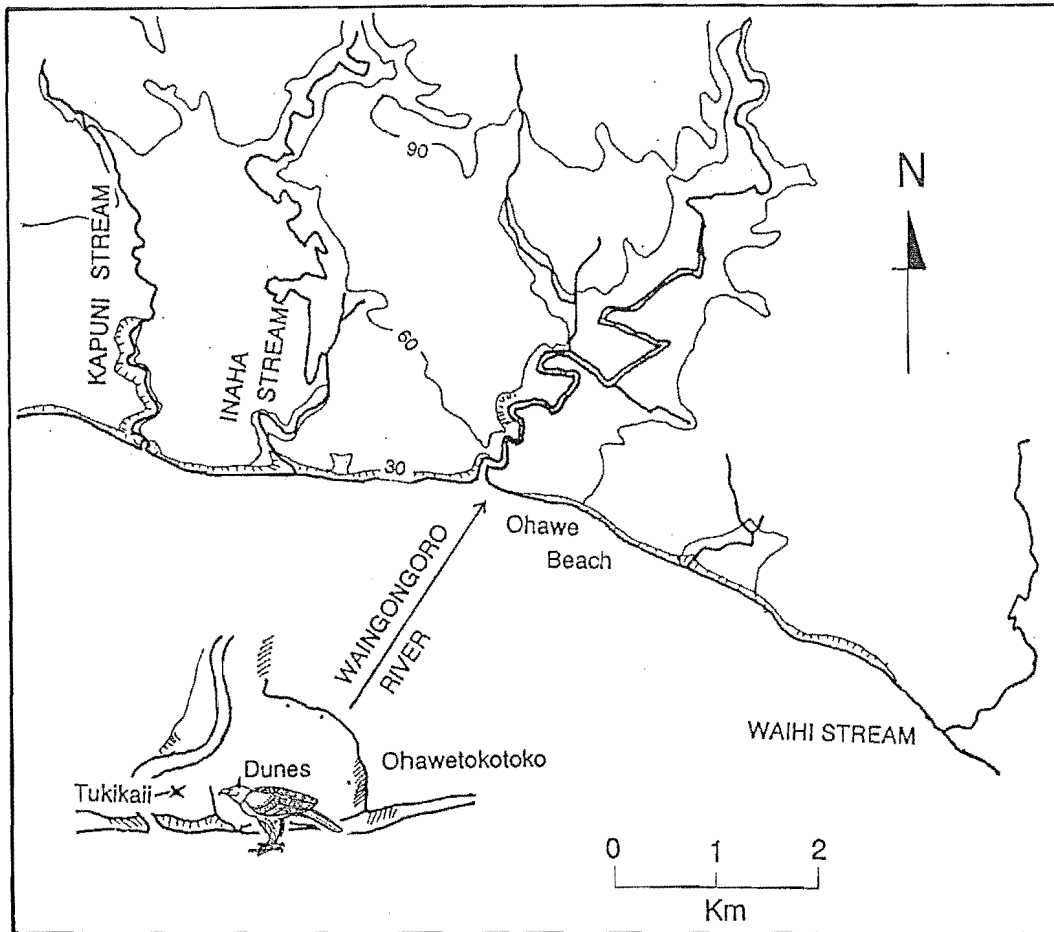 N
90
KAPUNI STREAM
INAHA
STREAM
60
30
Ohawe
Beach
WAINGONGORO
RIVER
WAIHI STREAM
Ohawetokotoko
Dunes
Tukikaii
0 1 2
Km